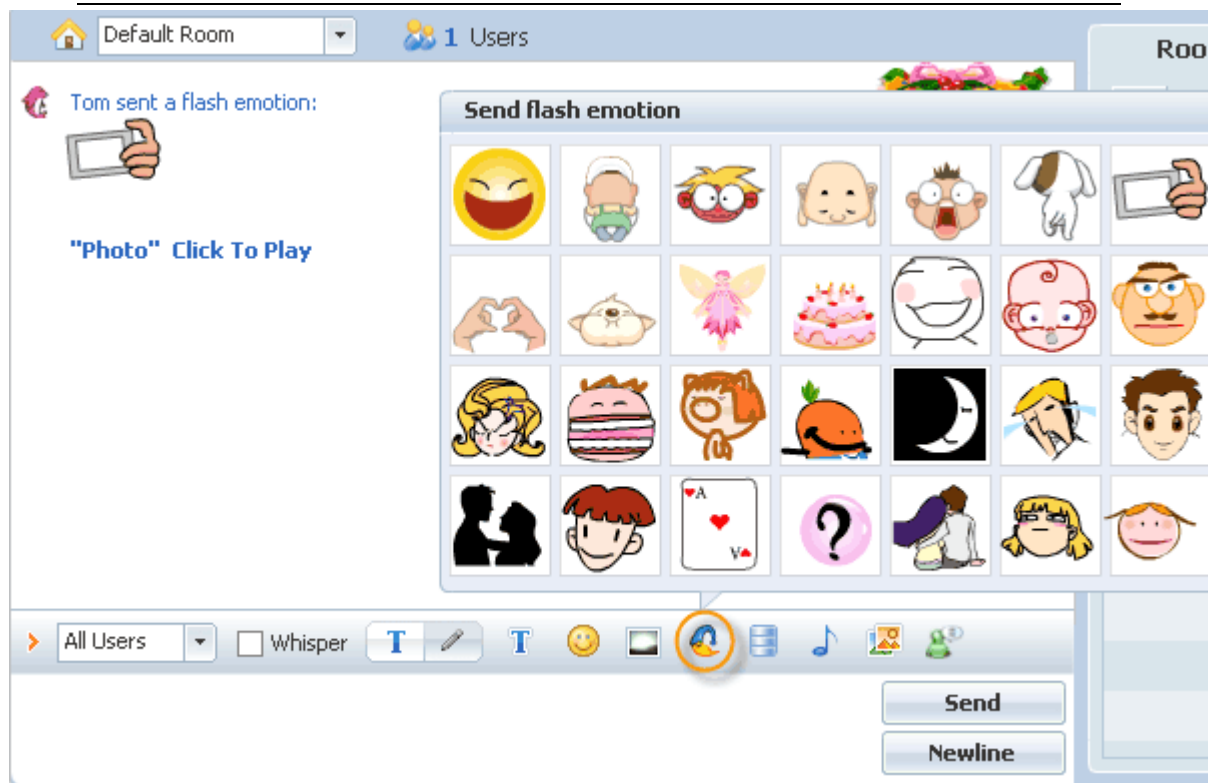 Default Room
1 Users
Roo
Tom sent a flash emotion:
Send flash emotion
"Photo" Click To Play
A
?
A
All Users
Whisper
T
T
Send
Newline